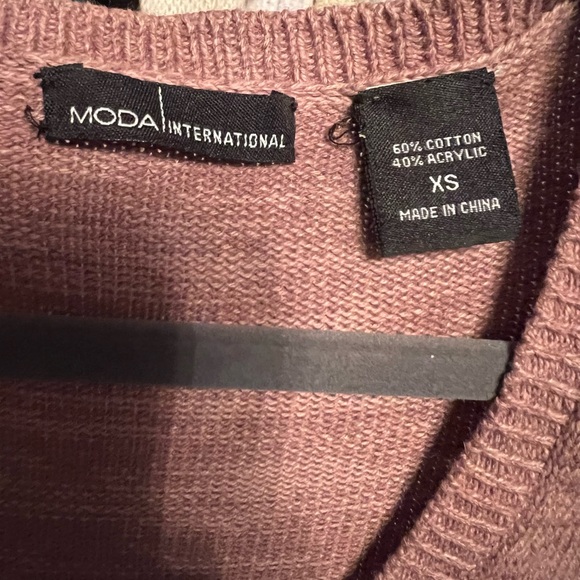 MODA INTERNATIONAL
60% COTTON
40% ACRYLIC
XS
MADE IN CHINA